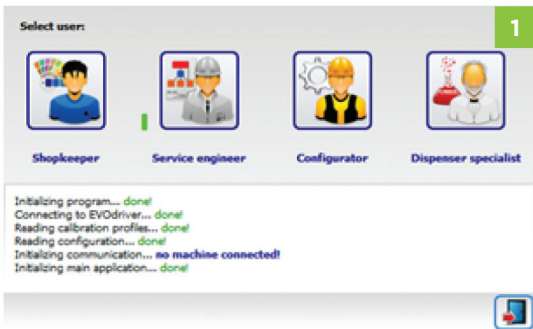 Select user:
1
Shopkeeper Service engineer Configurator Dispenser specialist
Initializing program... done!
Connecting to EVOdriver... done!
Reading calibration profiles... done!
Reading configuration... done!
Initializing communication... no machine connected!
Initializing main application... done!